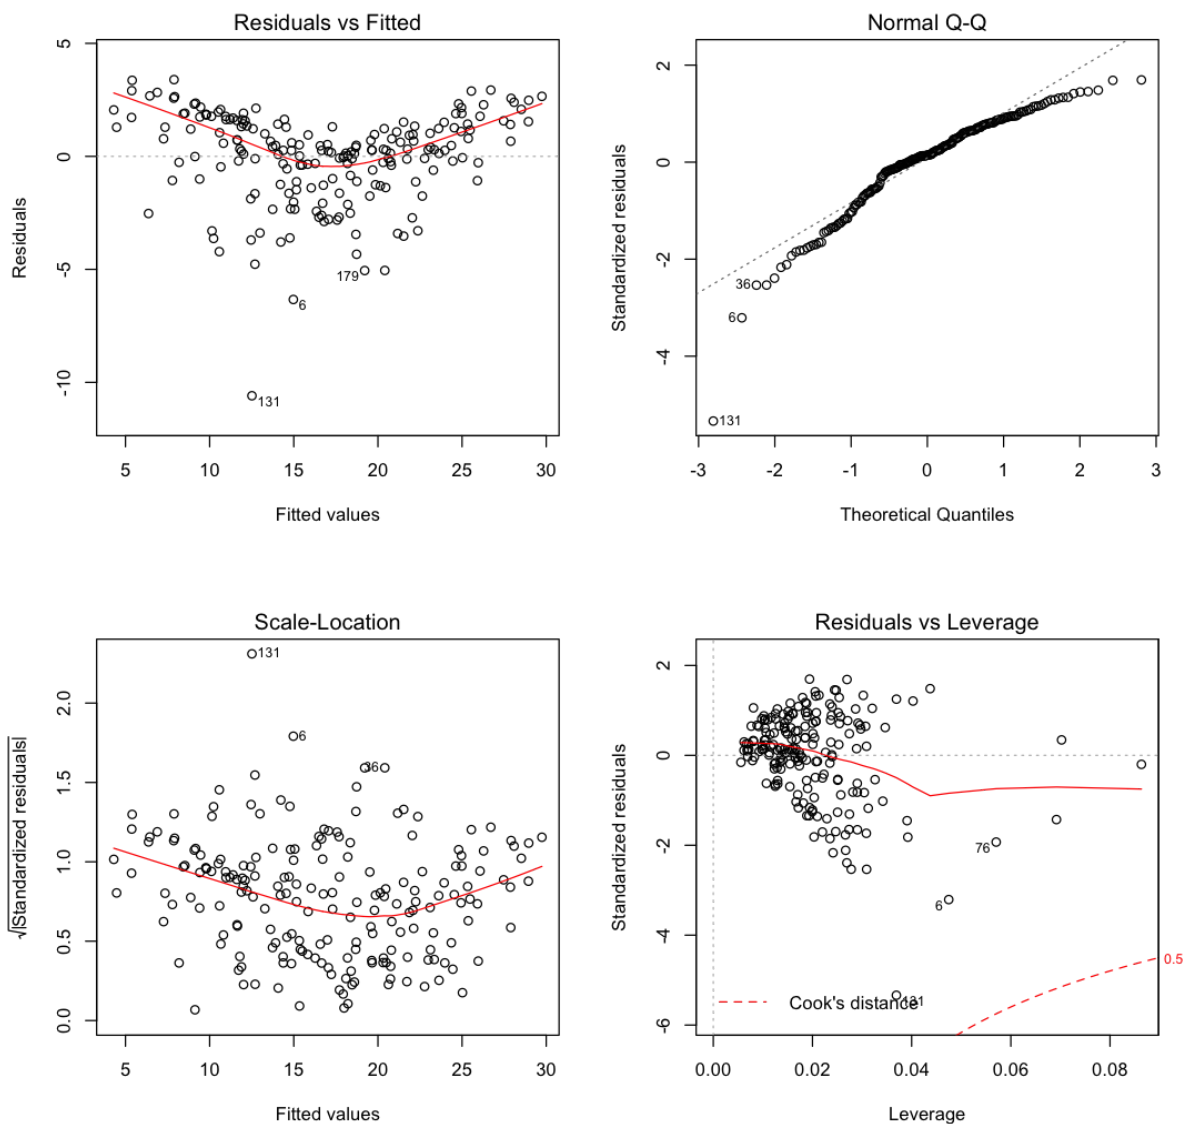 Residuals vs Fitted
Residuals
5
0
-5
-10
179
6
131
5 10 15 20 25 30
Fitted values
Normal Q-Q
Standardized residuals
2
0
-2
-4
36
6
131
-3 -2 -1 0 1 2 3
Theoretical Quantiles
Scale-Location
√|Standardized residuals|
2.0
1.5
1.0
0.5
0.0
131
6
36
5 10 15 20 25 30
Fitted values
Residuals vs Leverage
Standardized residuals
2
0
-2
-4
-6
76
6
131
0.5
Cook's distance
0.00 0.02 0.04 0.06 0.08
Leverage